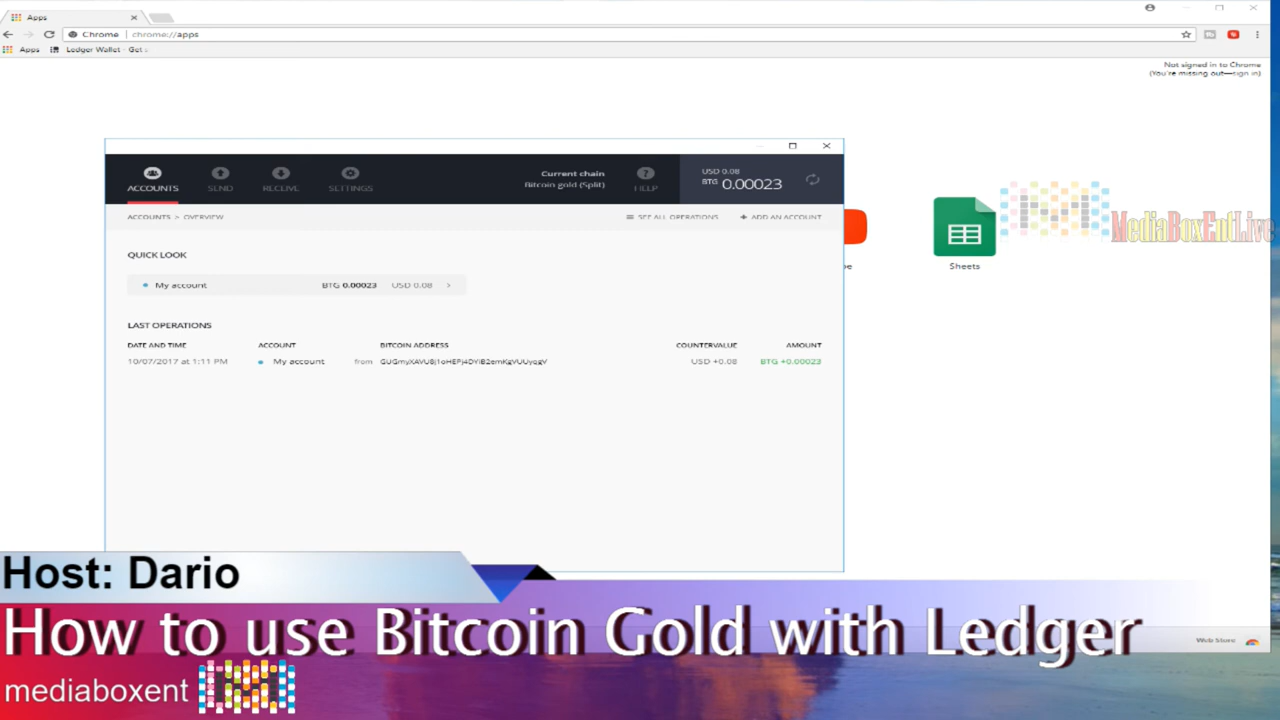 Apps
Chrome | chrome://apps
Apps Ledger Wallet - Get s
Not signed in to Chrome
(You're missing out—sign in)
ACCOUNTS SEND RECEIVE SETTINGS
Current chain
Bitcoin gold (Split)
HELP
USD 0.08
BTG 0.00023
ACCOUNTS > OVERVIEW
SEE ALL OPERATIONS + ADD AN ACCOUNT
MediaBoxEntLive
be
Sheets
QUICK LOOK
My account BTG 0.00023 USD 0.08 >
LAST OPERATIONS
DATE AND TIME ACCOUNT BITCOIN ADDRESS COUNTERVALUE AMOUNT
10/07/2017 at 1:11 PM My account from USD +0.08 BTG +0.00023
Host: Dario
How to use Bitcoin Gold with Ledger
Web Store
mediaboxent